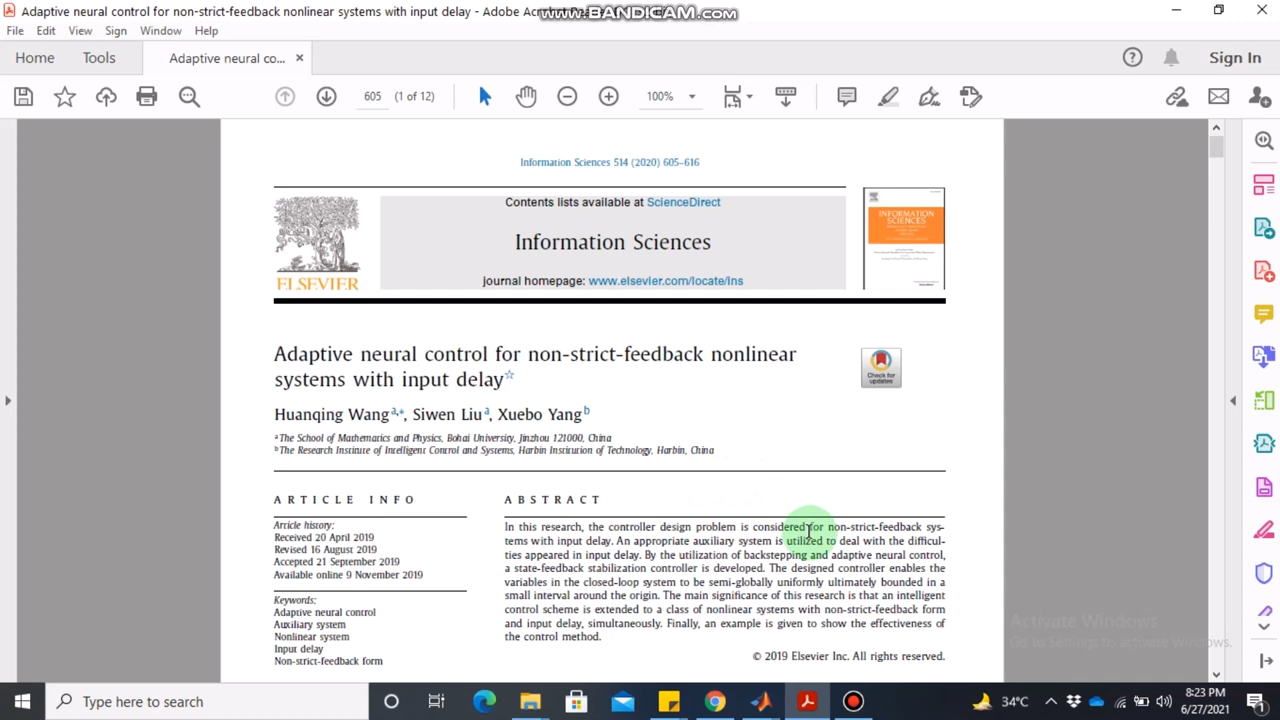 Adaptive neural control for non-strict-feedback nonlinear systems with input delay - Adobe Acrobat
www.BANDICAM.com
File Edit View Sign Window Help
Home Tools Adaptive neural co... × Sign In
605 (1 of 12) 100%
Information Sciences 514 (2020) 605–616
Contents lists available at ScienceDirect
Information Sciences
journal homepage: www.elsevier.com/locate/ins
ELSEVIER
INFORMATION
SCIENCES
Adaptive neural control for non-strict-feedback nonlinear
systems with input delay☆
Check for
updates
Huanqing Wang a,*, Siwen Liu a, Xuebo Yang b
a The School of Mathematics and Physics, Bohai University, Jinzhou 121000, China
b The Research Institute of Intelligent Control and Systems, Harbin Institution of Technology, Harbin, China
ARTICLE INFO
Article history:
Received 20 April 2019
Revised 16 August 2019
Accepted 21 September 2019
Available online 9 November 2019
Keywords:
Adaptive neural control
Auxiliary system
Nonlinear system
Input delay
Non-strict-feedback form
ABSTRACT
In this research, the controller design problem is considered for non-strict-feedback sys-
tems with input delay. An appropriate auxiliary system is utilized to deal with the difficul-
ties appeared in input delay. By the utilization of backstepping and adaptive neural control,
a state-feedback stabilization controller is developed. The designed controller enables the
variables in the closed-loop system to be semi-globally uniformly ultimately bounded in a
small interval around the origin. The main significance of this research is that an intelligent
control scheme is extended to a class of nonlinear systems with non-strict-feedback form
and input delay, simultaneously. Finally, an example is given to show the effectiveness of
the control method.
© 2019 Elsevier Inc. All rights reserved.
Activate Windows
Go to Settings to activate Windows.
Type here to search
34°C
8:23 PM
6/27/2021
1